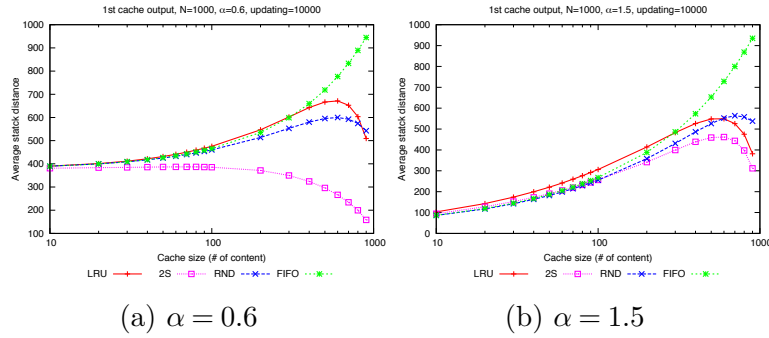 1st cache output, N=1000, α=0.6, updating=10000
Average statck distance
1000
900
800
700
600
500
400
300
200
100
10
100
1000
Cache size (# of content)
LRU 2S RND FIFO
(a) α = 0.6
1st cache output, N=1000, α=1.5, updating=10000
Average statck distance
1000
900
800
700
600
500
400
300
200
100
0
10
100
1000
Cache size (# of content)
LRU 2S RND FIFO
(b) α = 1.5